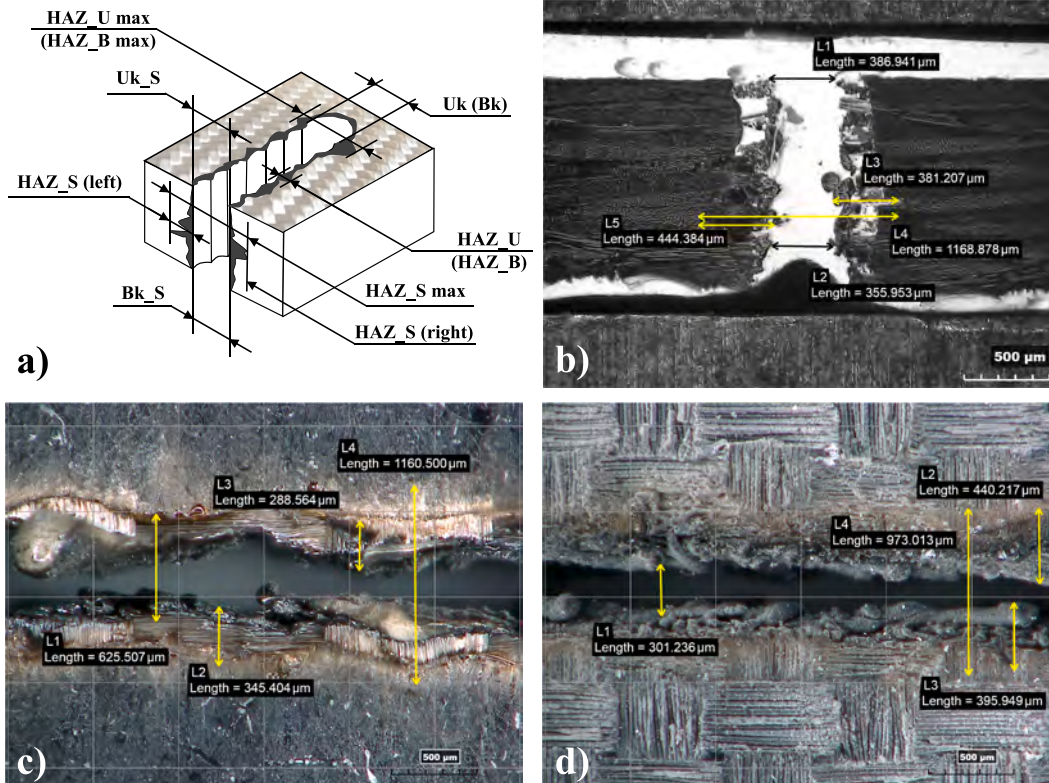 HAZ_U max
(HAZ_B max)
Uk_S
Uk (Bk)
HAZ_S (left)
HAZ_U
(HAZ_B)
Bk_S
HAZ_S max
HAZ_S (right)
a)
L1
Length = 386.941 µm
L3
Length = 381.207 µm
L5
Length = 444.384 µm
L4
Length = 1168.878 µm
L2
Length = 355.953 µm
500 µm
b)
L4
Length = 1160.500 µm
L3
Length = 288.564 µm
L1
Length = 625.507 µm
L2
Length = 345.404 µm
500 µm
c)
L2
Length = 440.217 µm
L4
Length = 973.013 µm
L1
Length = 301.236 µm
L3
Length = 395.949 µm
500 µm
d)